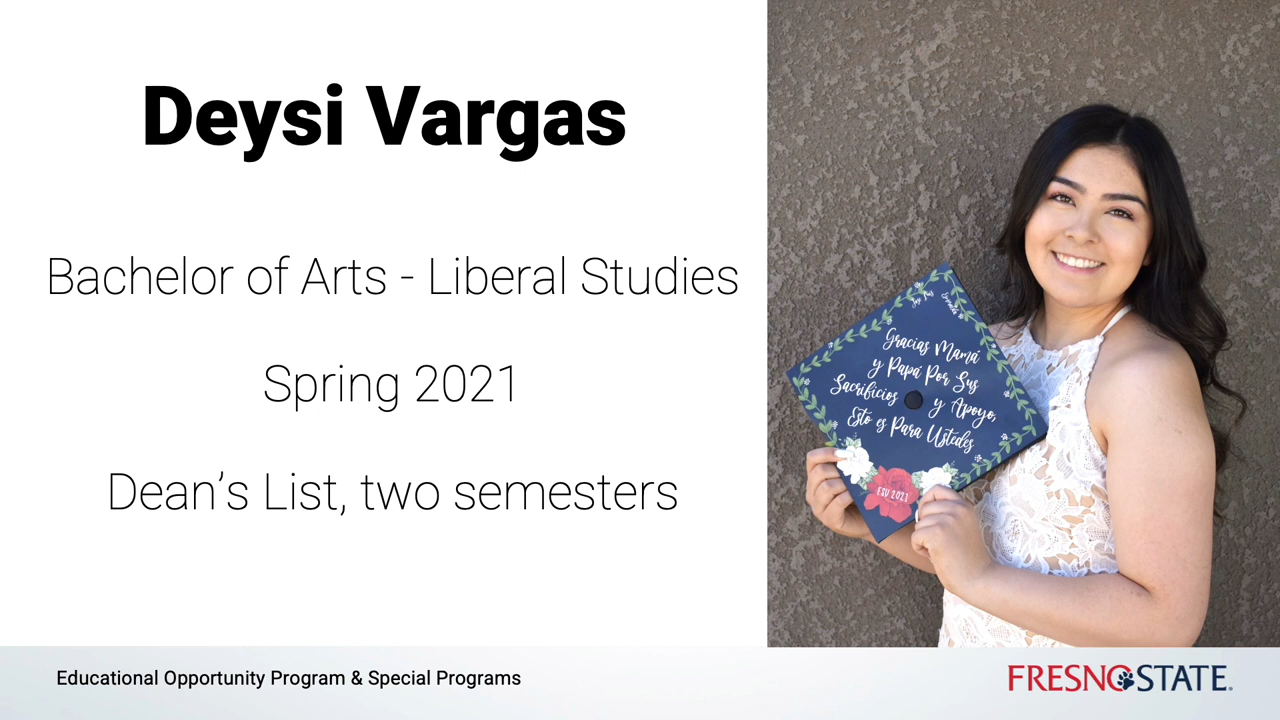 Deysi Vargas
Bachelor of Arts - Liberal Studies
Spring 2021
Dean's List, two semesters
Gracias Mamá
y Papá Por Sus
Sacrificios y Apoyo,
Esto es Para Ustedes
FSU 2021
Educational Opportunity Program & Special Programs
FRESNO STATE